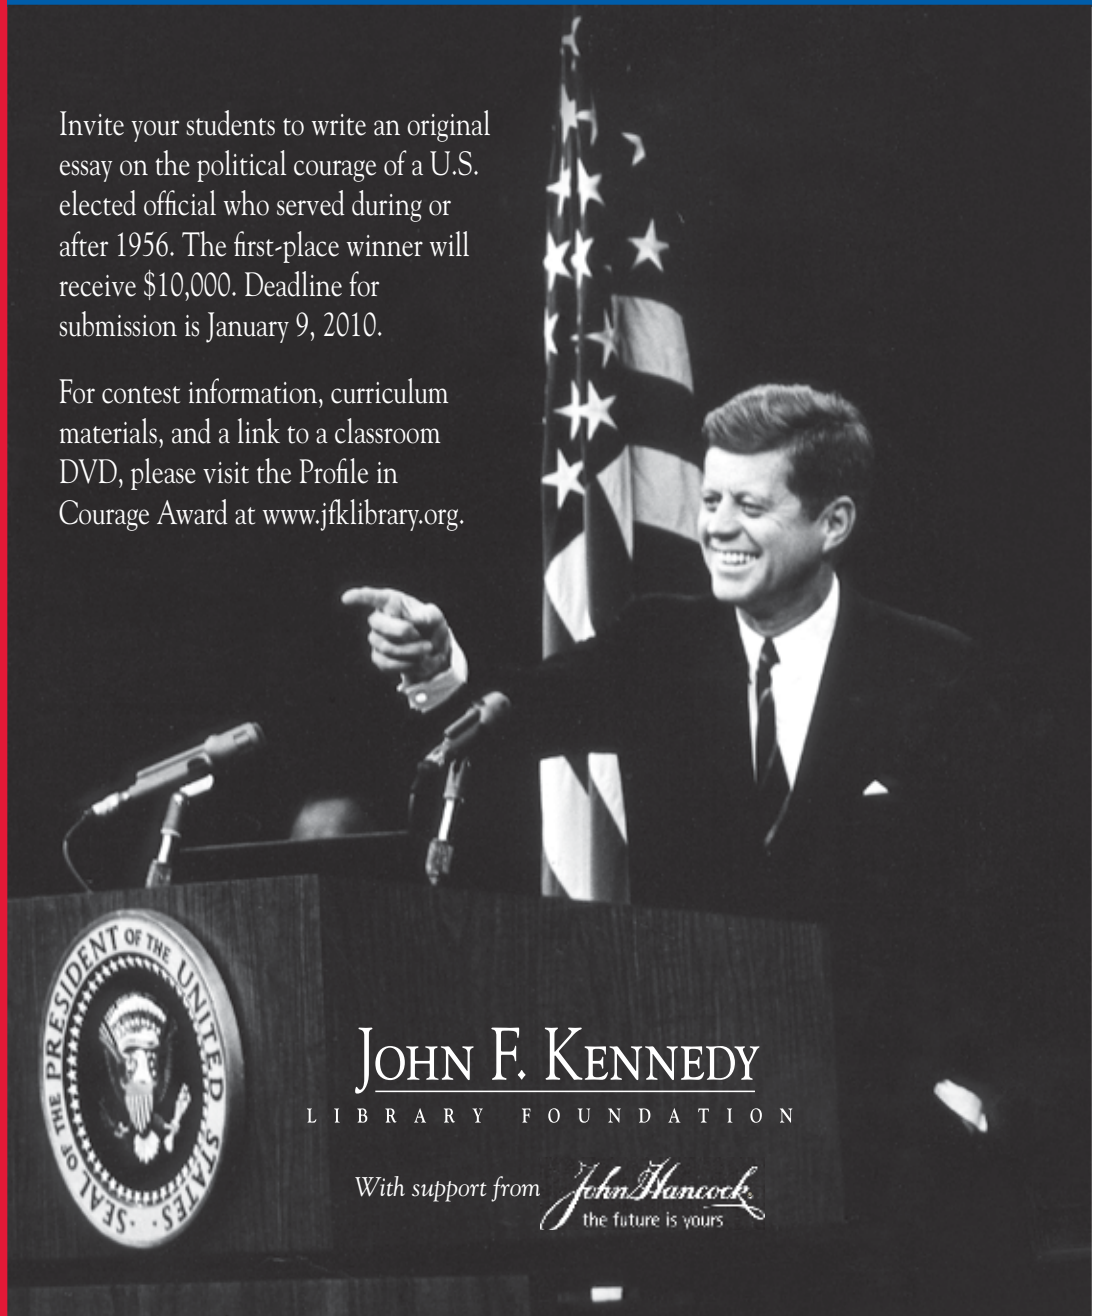 Invite your students to write an original
essay on the political courage of a U.S.
elected official who served during or
after 1956. The first-place winner will
receive $10,000. Deadline for
submission is January 9, 2010.
For contest information, curriculum
materials, and a link to a classroom
DVD, please visit the Profile in
Courage Award at www.jfklibrary.org.
SEAL OF THE PRESIDENT OF THE UNITED STATES
JOHN F. KENNEDY
LIBRARY FOUNDATION
With support from John Hancock
the future is yours